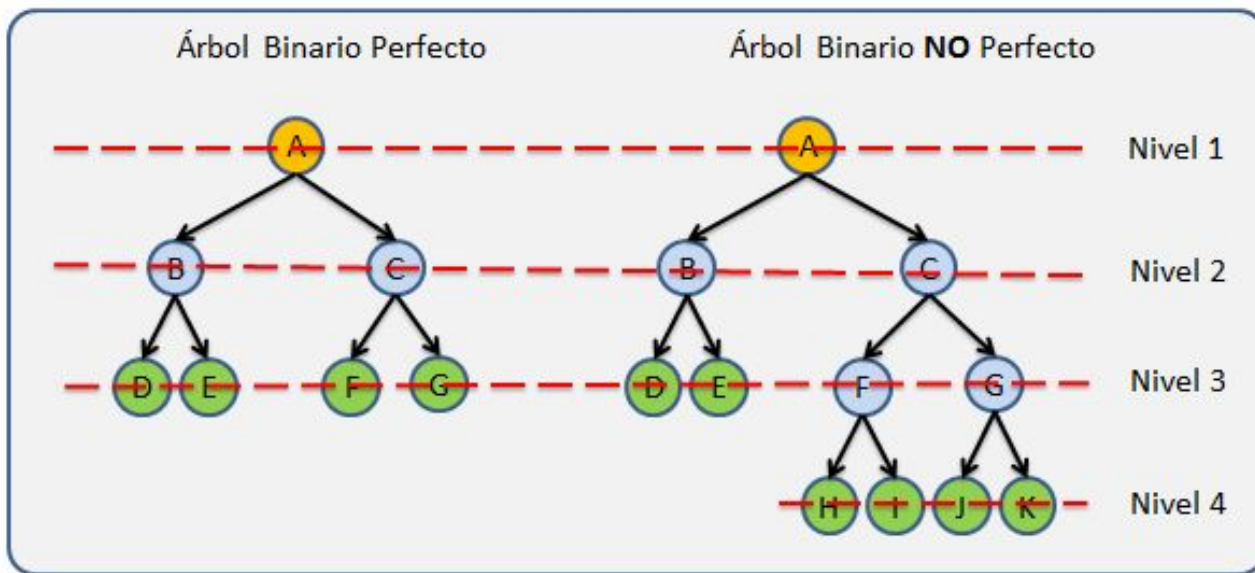 Árbol Binario Perfecto
Árbol Binario NO Perfecto
A
A
Nivel 1
B
C
B
C
Nivel 2
D
E
F
G
D
E
F
G
Nivel 3
H
I
J
K
Nivel 4